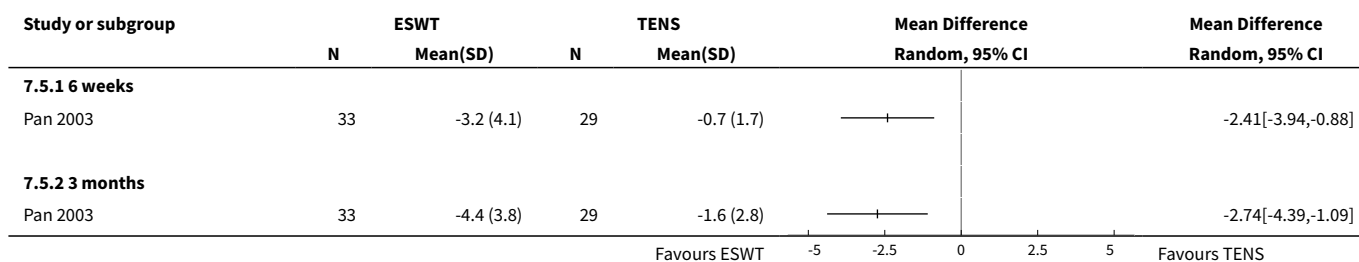 Study or subgroup ESWT TENS Mean Difference Mean Difference
N Mean(SD) N Mean(SD) Random, 95% CI Random, 95% CI
7.5.1 6 weeks
Pan 2003 33 -3.2 (4.1) 29 -0.7 (1.7) -2.41[-3.94,-0.88]
7.5.2 3 months
Pan 2003 33 -4.4 (3.8) 29 -1.6 (2.8) -2.74[-4.39,-1.09]
Favours ESWT -5 -2.5 0 2.5 5 Favours TENS